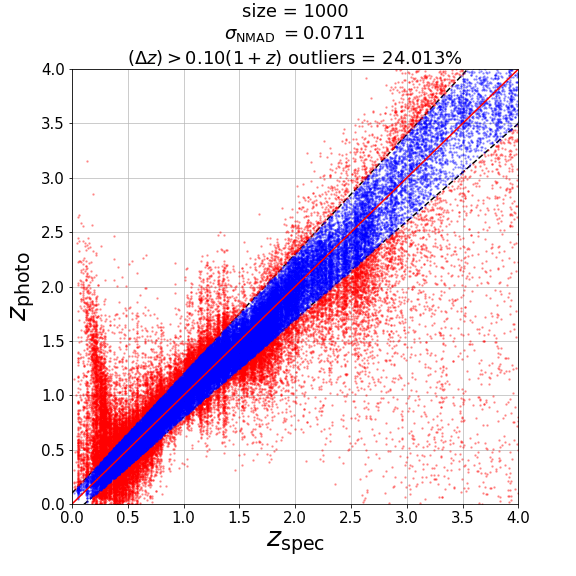 size = 1000
σNMAD = 0.0711
(Δz) > 0.10(1 + z) outliers = 24.013%
4.0
3.5
3.0
2.5
2.0
1.5
1.0
0.5
0.0
zphoto
0.0 0.5 1.0 1.5 2.0 2.5 3.0 3.5 4.0
zspec